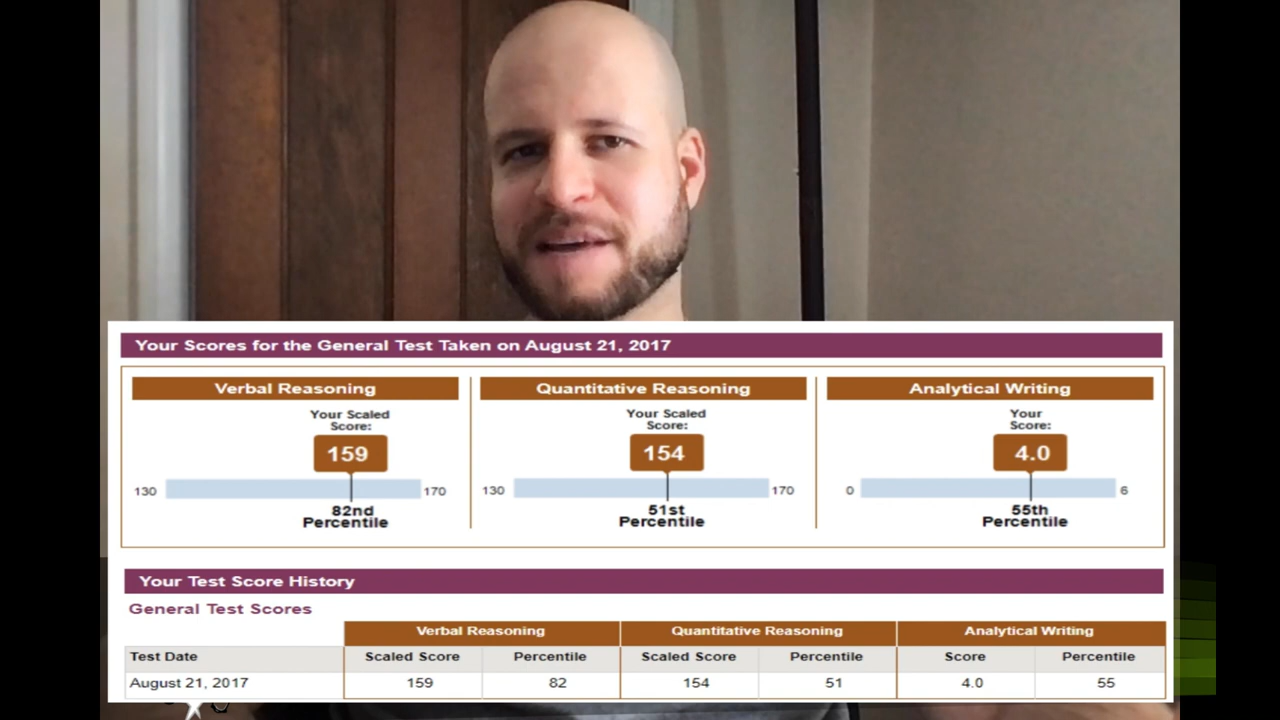 Your Scores for the General Test Taken on August 21, 2017
Verbal Reasoning Quantitative Reasoning Analytical Writing
Your Scaled Score: Your Scaled Score: Your Score:
159 154 4.0
130 170 130 170 0 6
82nd Percentile 51st Percentile 55th Percentile
Your Test Score History
General Test Scores
Verbal Reasoning Quantitative Reasoning Analytical Writing
Test Date Scaled Score Percentile Scaled Score Percentile Score Percentile
August 21, 2017 159 82 154 51 4.0 55